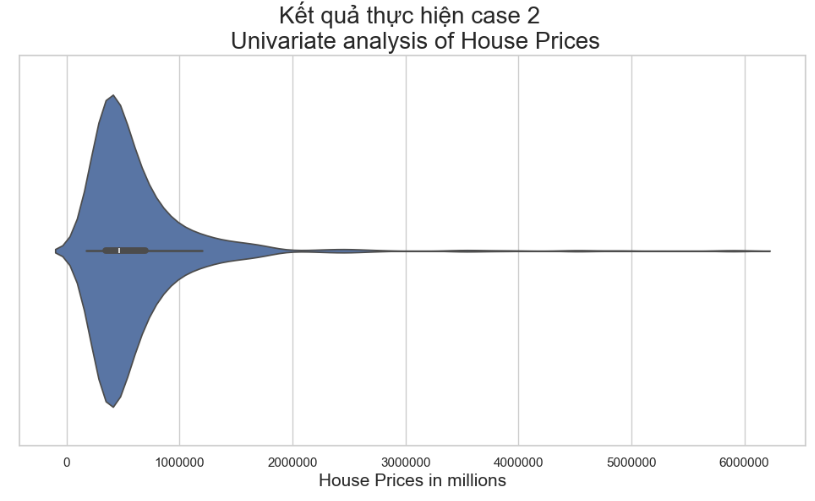 Kết quả thực hiện case 2
Univariate analysis of House Prices
0 1000000 2000000 3000000 4000000 5000000 6000000
House Prices in millions